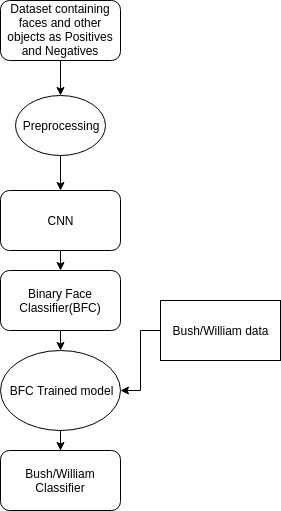 Dataset containing
faces and other
objects as Positives
and Negatives
Preprocessing
CNN
Binary Face
Classifier(BFC)
Bush/William data
BFC Trained model
Bush/William
Classifier